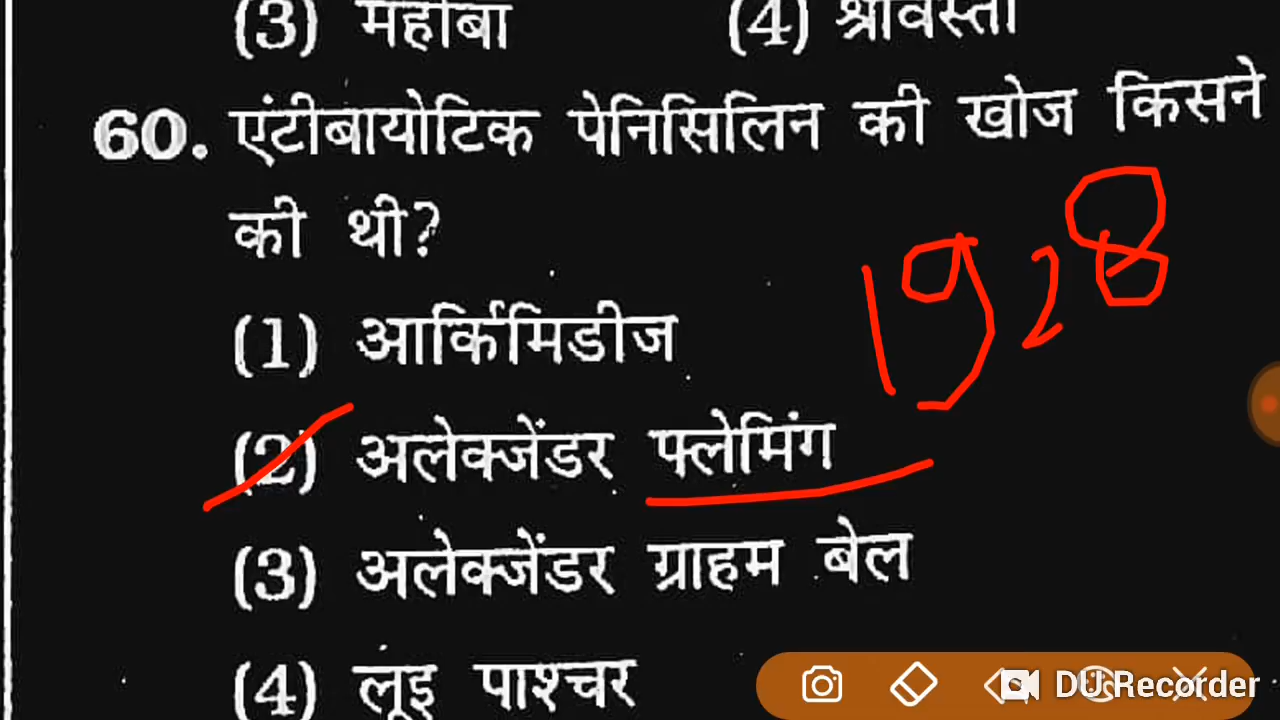 (3) महोबा (4) श्रावस्ती
60. एंटीबायोटिक पेनिसिलिन की खोज किसने
की थी?
1928
(1) आर्किमिडीज
(2) अलेक्जेंडर फ्लेमिंग
(3) अलेक्जेंडर ग्राहम बेल
(4) लूइ पाश्चर
DU Recorder